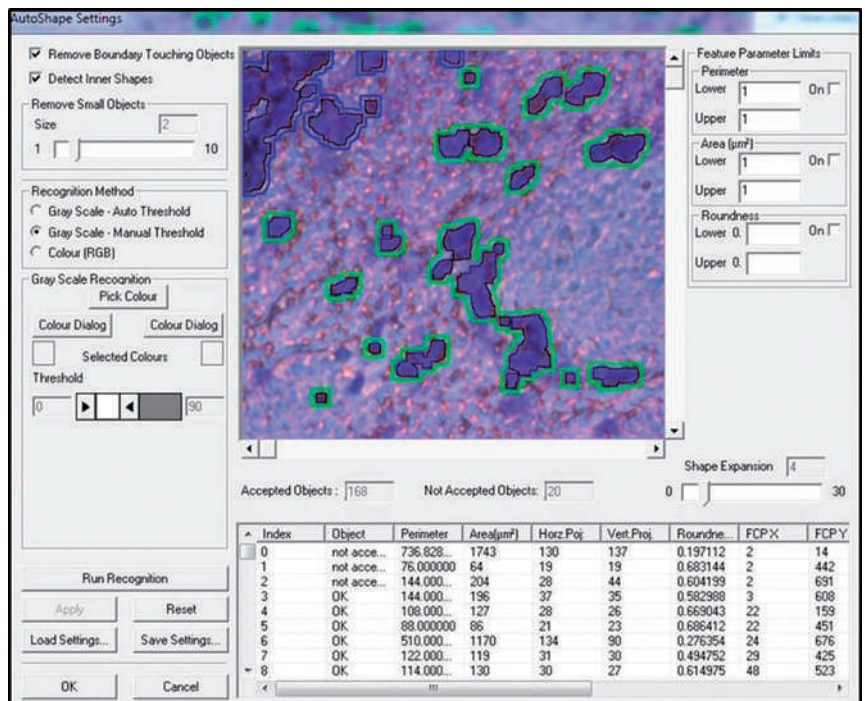 AutoShape Settings
Remove Boundary Touching Objects
Detect Inner Shapes
Remove Small Objects
Size 2
1 10
Recognition Method
Gray Scale - Auto Threshold
Gray Scale - Manual Threshold
Colour (RGB)
Gray Scale Recognition
Pick Colour
Colour Dialog Colour Dialog
Selected Colours
Threshold
0 90
Run Recognition
Apply Reset
Load Settings... Save Settings...
OK Cancel
Feature Parameter Limits
Perimeter
Lower 1 On
Upper 1
Area (µm²)
Lower 1 On
Upper 1
Roundness
Lower 0. On
Upper 0.
Shape Expansion 4
0 30
Accepted Objects : 168 Not Accepted Objects: 20
Index Object Perimeter Area(µm²) Horz.Poj: Vert.Proj. Roundne... FCP X FCP Y
0 not acce... 736.828... 1743 130 137 0.197112 2 14
1 not acce... 76.000000 64 19 19 0.683144 2 442
2 not acce... 144.000... 204 28 44 0.604199 2 691
3 OK 144.000... 196 37 35 0.582988 3 608
4 OK 108.000... 127 28 26 0.669043 22 159
5 OK 88.000000 86 21 23 0.686412 22 451
6 OK 510.000... 1170 134 90 0.276354 24 676
7 OK 122.000... 119 31 30 0.494752 29 425
8 OK 114.000... 130 30 27 0.614975 48 523